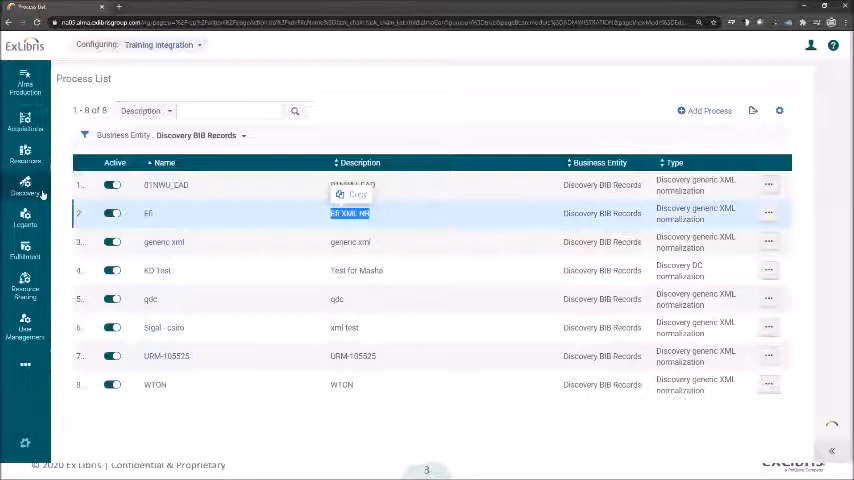 Process List
ExLibris
Configuring: Training Integration
Alma Production
Acquisitions
Resources
Discovery
Leganto
Fulfillment
Resource Sharing
User Management
Process List
1 - 8 of 8 Description
Add Process
Business Entity : Discovery BIB Records
Active Name Description Business Entity Type
1.. 01NWU_EAD 01NWU_EAD Discovery BIB Records Discovery generic XML normalization
Copy
2.. Efi Efi XML NR Discovery BIB Records Discovery generic XML normalization
3.. generic xml generic xml Discovery BIB Records Discovery generic XML normalization
4.. KD Test Test for Masha Discovery BIB Records Discovery DC normalization
5.. qdc qdc Discovery BIB Records Discovery generic XML normalization
6.. Sigal - csiro xml test Discovery BIB Records Discovery generic XML normalization
7.. URM-105525 URM-105525 Discovery BIB Records Discovery generic XML normalization
8.. WTON WTON Discovery BIB Records Discovery generic XML normalization
© 2020 Ex Libris | Confidential & Proprietary
3